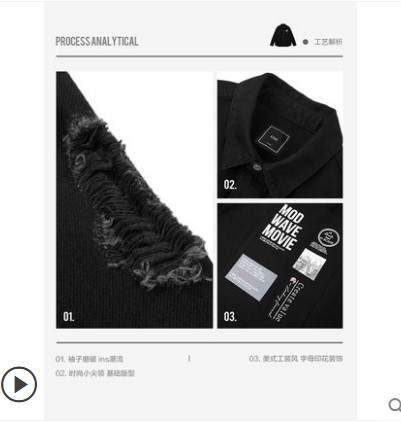 PROCESS ANALYTICAL
工艺解析
02.
MOD
WAVE
MOVIE
Create value
01.
03.
01. 袖子磨破 ins潮流
03. 美式工装风 字母印花装饰
02. 时尚小尖领 基础版型